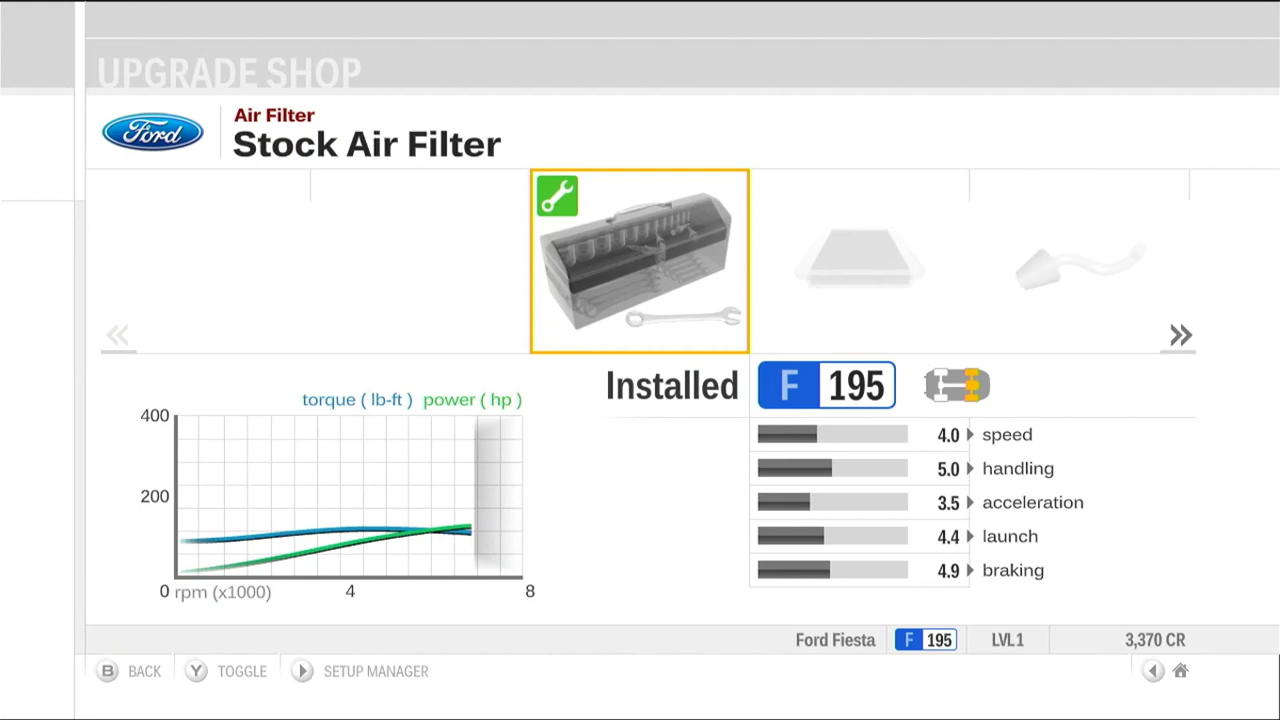 UPGRADE SHOP
Ford
Air Filter
Stock Air Filter
Installed
F 195
torque ( lb-ft ) power ( hp )
400
200
0 rpm (x1000) 4 8
4.0 speed
5.0 handling
3.5 acceleration
4.4 launch
4.9 braking
Ford Fiesta F 195 LVL1 3,370 CR
B BACK Y TOGGLE SETUP MANAGER